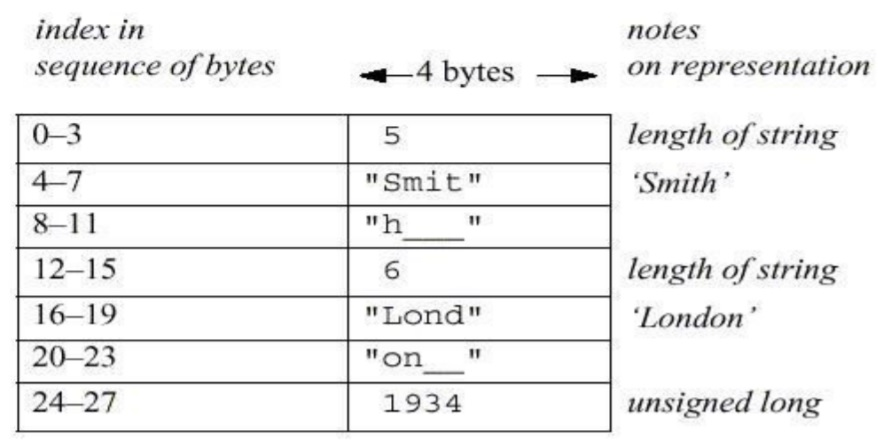 index in notes
sequence of bytes 4 bytes on representation
0–3 5 length of string
4–7 "Smit" ‘Smith’
8–11 "h___"
12–15 6 length of string
16–19 "Lond" ‘London’
20–23 "on__"
24–27 1934 unsigned long